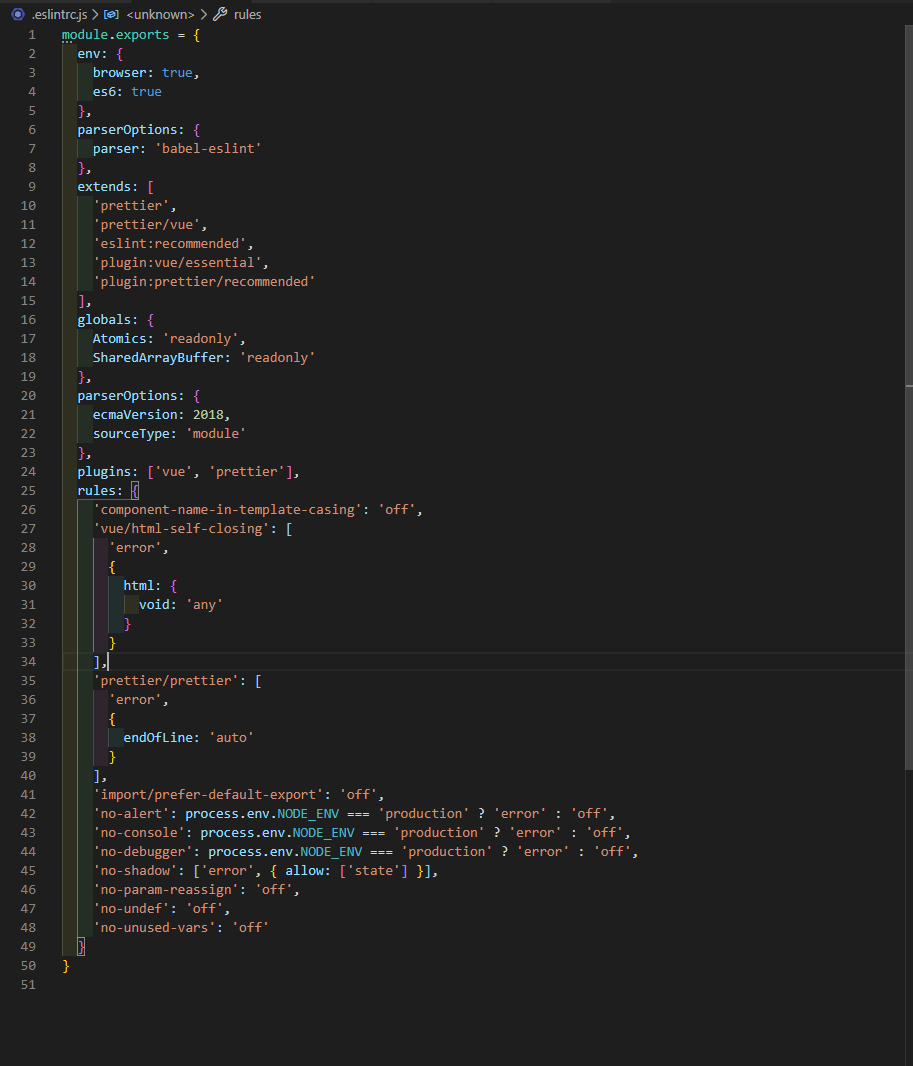 .eslintrc.js > <unknown> > rules
1 module.exports = {
2   env: {
3     browser: true,
4     es6: true
5   },
6   parserOptions: {
7     parser: 'babel-eslint'
8   },
9   extends: [
10     'prettier',
11     'prettier/vue',
12     'eslint:recommended',
13     'plugin:vue/essential',
14     'plugin:prettier/recommended'
15   ],
16   globals: {
17     Atomics: 'readonly',
18     SharedArrayBuffer: 'readonly'
19   },
20   parserOptions: {
21     ecmaVersion: 2018,
22     sourceType: 'module'
23   },
24   plugins: ['vue', 'prettier'],
25   rules: {
26     'component-name-in-template-casing': 'off',
27     'vue/html-self-closing': [
28       'error',
29       {
30         html: {
31           void: 'any'
32         }
33       }
34     ],
35     'prettier/prettier': [
36       'error',
37       {
38         endOfLine: 'auto'
39       }
40     ],
41     'import/prefer-default-export': 'off',
42     'no-alert': process.env.NODE_ENV === 'production' ? 'error' : 'off',
43     'no-console': process.env.NODE_ENV === 'production' ? 'error' : 'off',
44     'no-debugger': process.env.NODE_ENV === 'production' ? 'error' : 'off',
45     'no-shadow': ['error', { allow: ['state'] }],
46     'no-param-reassign': 'off',
47     'no-undef': 'off',
48     'no-unused-vars': 'off'
49   }
50 }
51